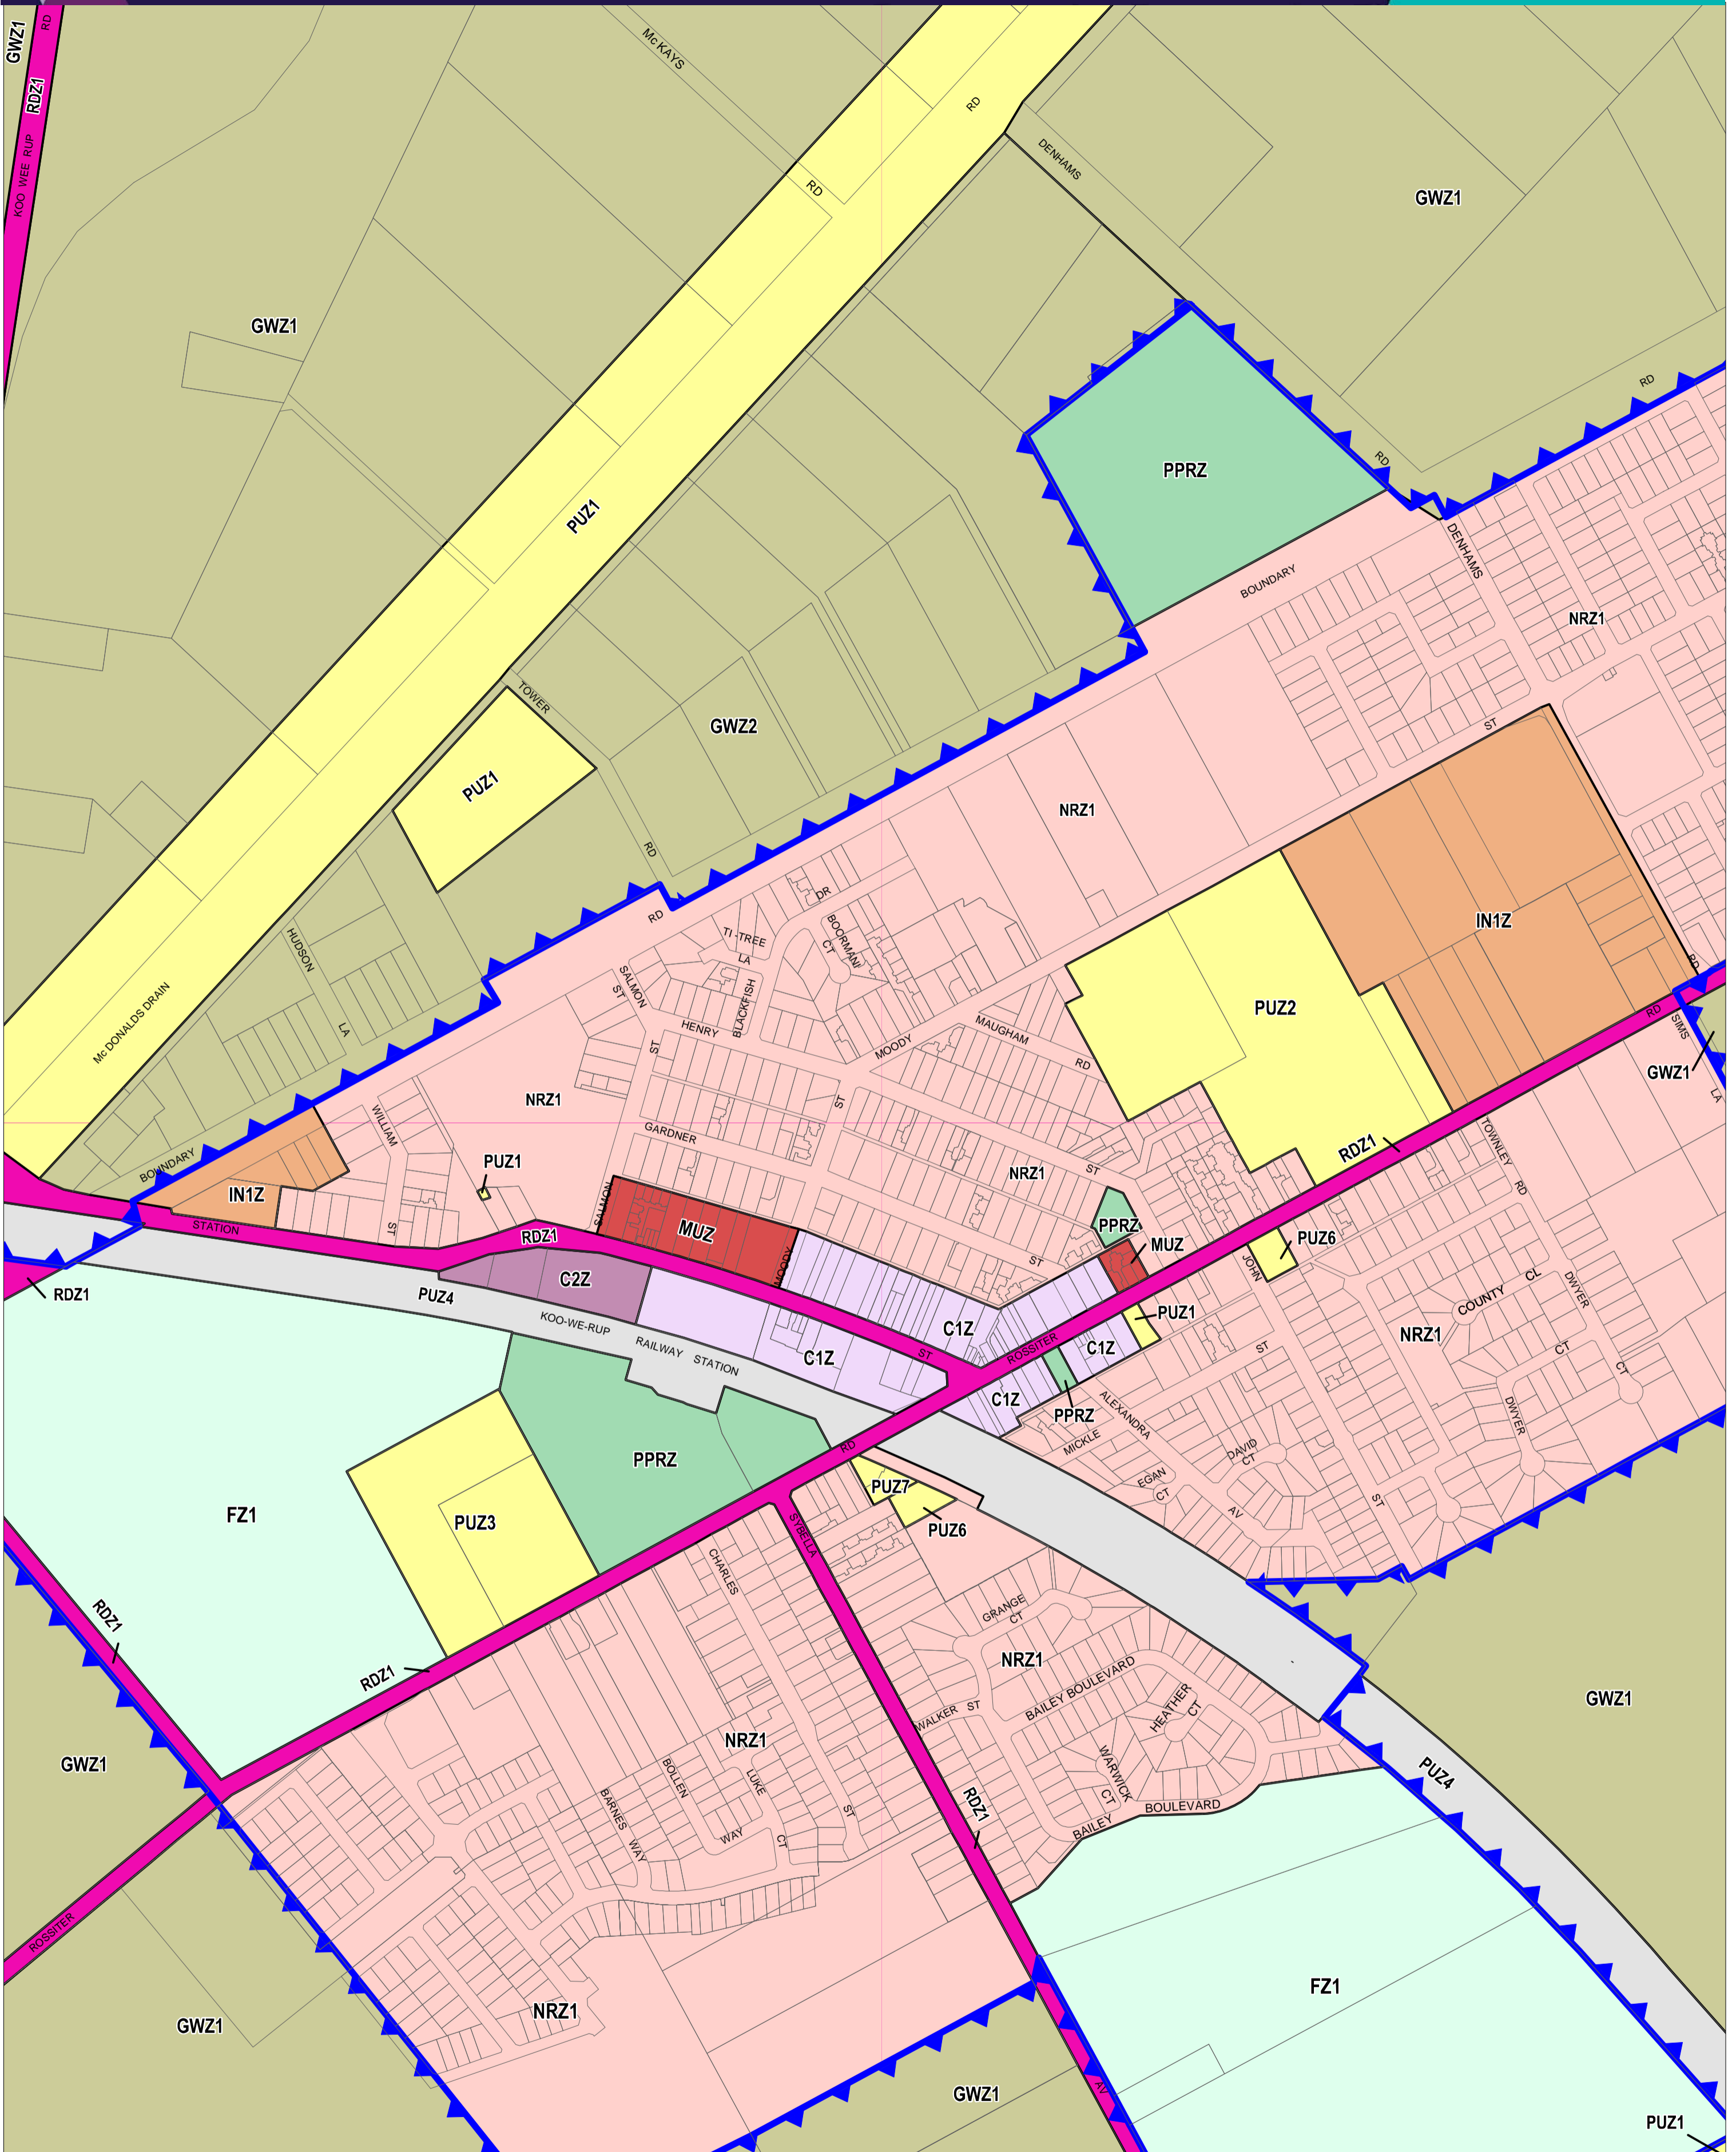 GWZ1
RD
RDZ1
KOO WEE RUP
Mc KAYS
RD
RD
DENHAMS
GWZ1
GWZ1
RD
RD
PPRZ
PUZ1
DENHAMS
BOUNDARY
NRZ1
TOWER
GWZ2
ST
PUZ1
NRZ1
RD
DR
RD
TI-TREE
LA
BOORMANI
CT
IN1Z
HUDSON
LA
SALMON
ST
BLACKFISH
RD
Mc DONALDS DRAIN
PUZ2
HENRY
ST
MOODY
MAUGHAM
RD
RD
SIMS
LA
GWZ1
NRZ1
ST
WILLIAM
ST
GARDNER
TOWNLEY
RD
RDZ1
BOUNDARY
PUZ1
NRZ1
ST
IN1Z
SALMON
STATION
RDZ1
MUZ
MOODY
PPRZ
MUZ
PUZ6
JOHN
ST
C2Z
RDZ1
PUZ4
KOO-WE-RUP
RAILWAY STATION
C1Z
C1Z
ST
ROSSITER
C1Z
PUZ1
COUNTY CL
DWYER
CT
NRZ1
ST
CT
C1Z
PPRZ
ALEXANDRA
AV
MICKLE
DWYER
DAVID
CT
EGAN
CT
ST
RD
PPRZ
PUZ7
PUZ6
FZ1
PUZ3
SYBELLA
CHARLES
ST
RDZ1
GRANGE
CT
RDZ1
NRZ1
BAILEY BOULEVARD
HEATHER
CT
GWZ1
WALKER ST
NRZ1
WARWICK
CT
GWZ1
BOLLEN
WAY
LUKE
CT
PUZ4
BARNES
WAY
RDZ1
BOULEVARD
BAILEY
ROSSITER
FZ1
NRZ1
GWZ1
GWZ1
AV
PUZ1